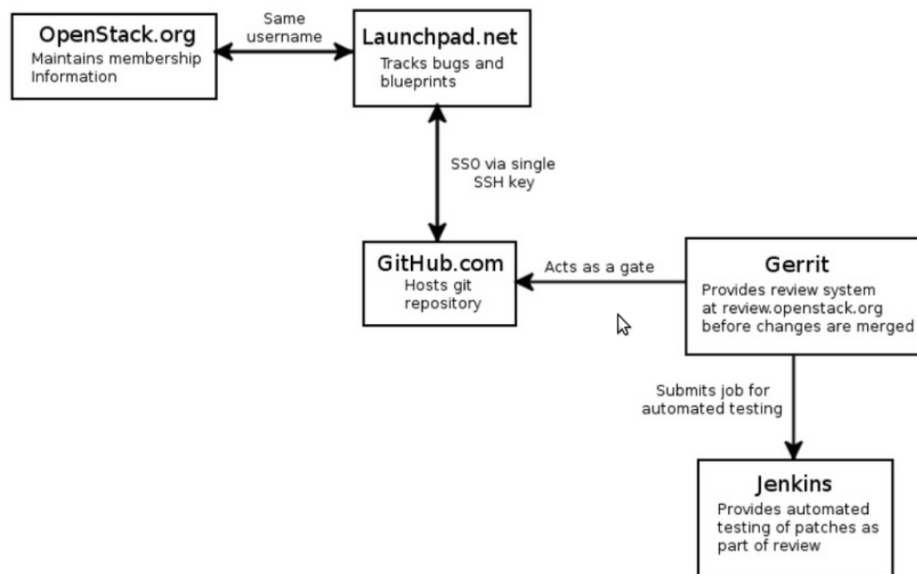 OpenStack.org
Maintains membership
Information
Same
username
Launchpad.net
Tracks bugs and
blueprints
SSO via single
SSH key
GitHub.com
Hosts git
repository
Acts as a gate
Gerrit
Provides review system
at review.openstack.org
before changes are merged
Submits job for
automated testing
Jenkins
Provides automated
testing of patches as
part of review